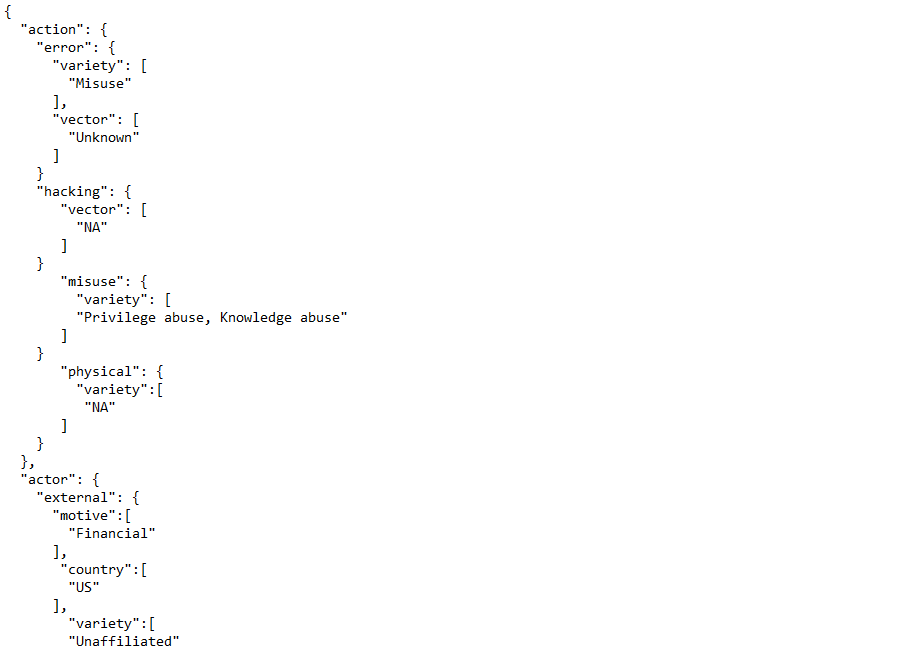 {
  "action": {
    "error": {
      "variety": [
        "Misuse"
      ],
      "vector": [
        "Unknown"
      ]
    }
    "hacking": {
       "vector": [
         "NA"
       ]
    }
       "misuse": {
         "variety": [
         "Privilege abuse, Knowledge abuse"
       ]
    }
       "physical": {
         "variety":[
          "NA"
       ]
    }
  },
  "actor": {
    "external": {
      "motive":[
        "Financial"
      ],
       "country":[
        "US"
      ],
        "variety":[
        "Unaffiliated"